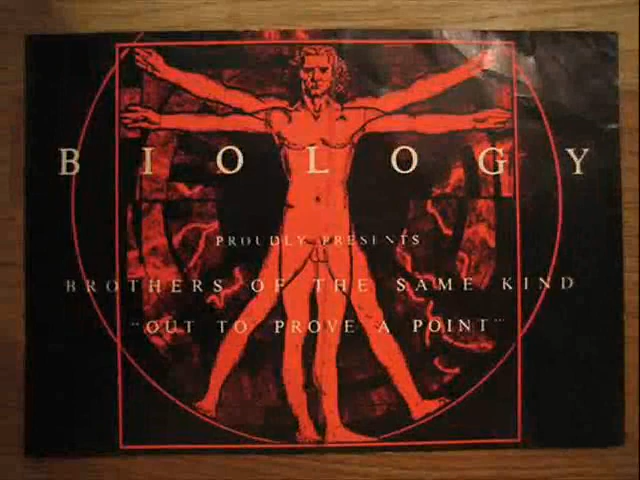 BIOLOGY
PROUDLY PRESENTS
BROTHERS OF THE SAME KIND
"OUT TO PROVE A POINT"